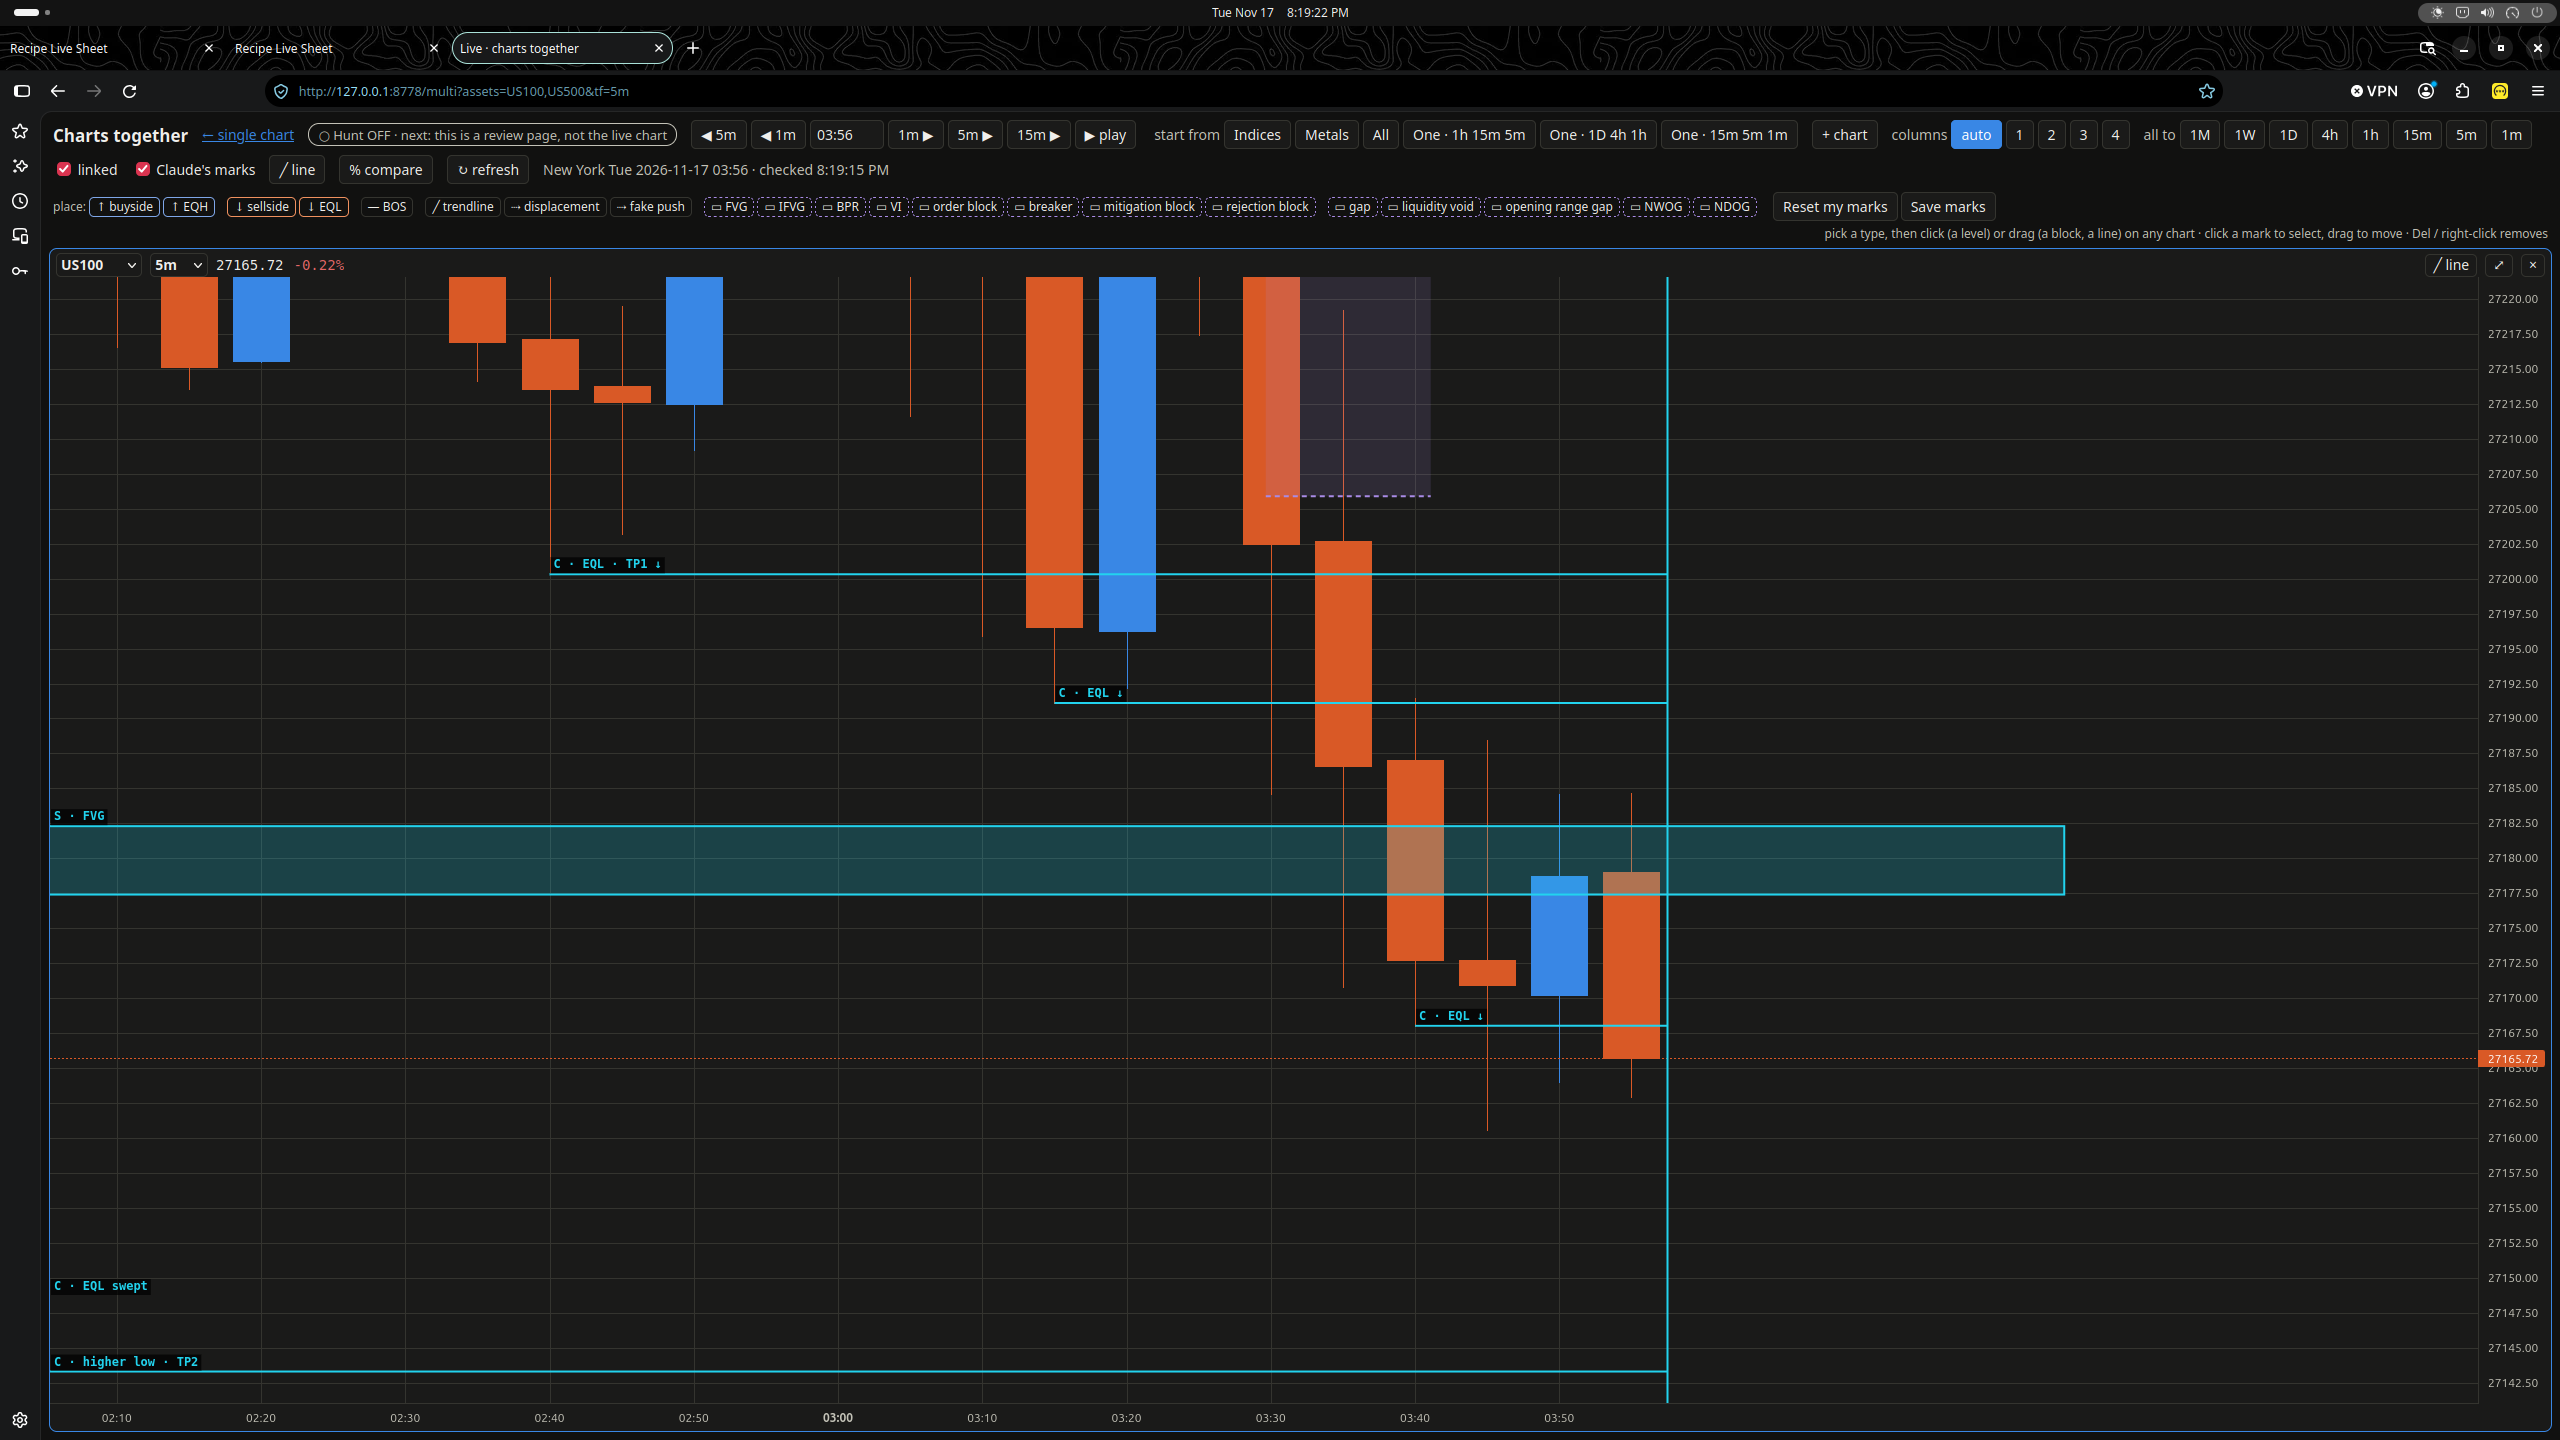 Tue Nov 17 8:19:22 PM
Recipe Live Sheet
Recipe Live Sheet
Live · charts together
http://127.0.0.1:8778/multi?assets=US100,US500&tf=5m
VPN
Charts together
← single chart
○ Hunt OFF · next: this is a review page, not the live chart
◀ 5m
◀ 1m
03:56
1m ▶
5m ▶
15m ▶
▶ play
start from
Indices
Metals
All
One · 1h 15m 5m
One · 1D 4h 1h
One · 15m 5m 1m
+ chart
columns
auto
1
2
3
4
all to
1M
1W
1D
4h
1h
15m
5m
1m
linked
Claude's marks
╱ line
% compare
↻ refresh
New York Tue 2026-11-17 03:56 · checked 8:19:15 PM
place:
↑ buyside
↑ EQH
↓ sellside
↓ EQL
— BOS
╱ trendline
→ displacement
→ fake push
▭ FVG
▭ IFVG
▭ BPR
▭ VI
▭ order block
▭ breaker
▭ mitigation block
▭ rejection block
▭ gap
▭ liquidity void
▭ opening range gap
▭ NWOG
▭ NDOG
Reset my marks
Save marks
pick a type, then click (a level) or drag (a block, a line) on any chart · click a mark to select, drag to move · Del / right-click removes
US100
5m
27165.72 -0.22%
╱ line
27220.00
27217.50
27215.00
27212.50
27210.00
27207.50
27205.00
27202.50
C · EQL · TP1 ↓
27200.00
27197.50
27195.00
C · EQL ↓
27192.50
27190.00
27187.50
27185.00
S · FVG
27182.50
27180.00
27177.50
27175.00
27172.50
27170.00
C · EQL ↓
27167.50
27165.72
27165.00
27162.50
27160.00
27157.50
27155.00
27152.50
27150.00
C · EQL swept
27147.50
27145.00
C · higher low · TP2
27142.50
02:10
02:20
02:30
02:40
02:50
03:00
03:10
03:20
03:30
03:40
03:50